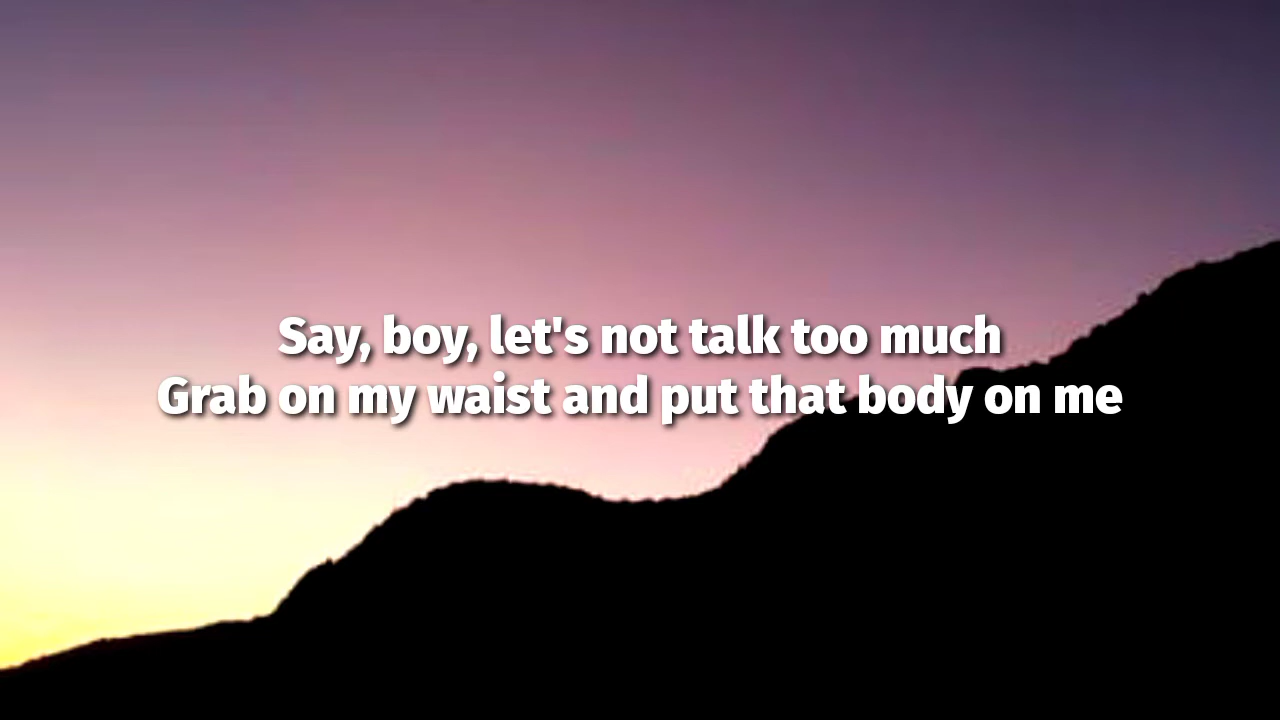 Say, boy, let's not talk too much
Grab on my waist and put that body on me